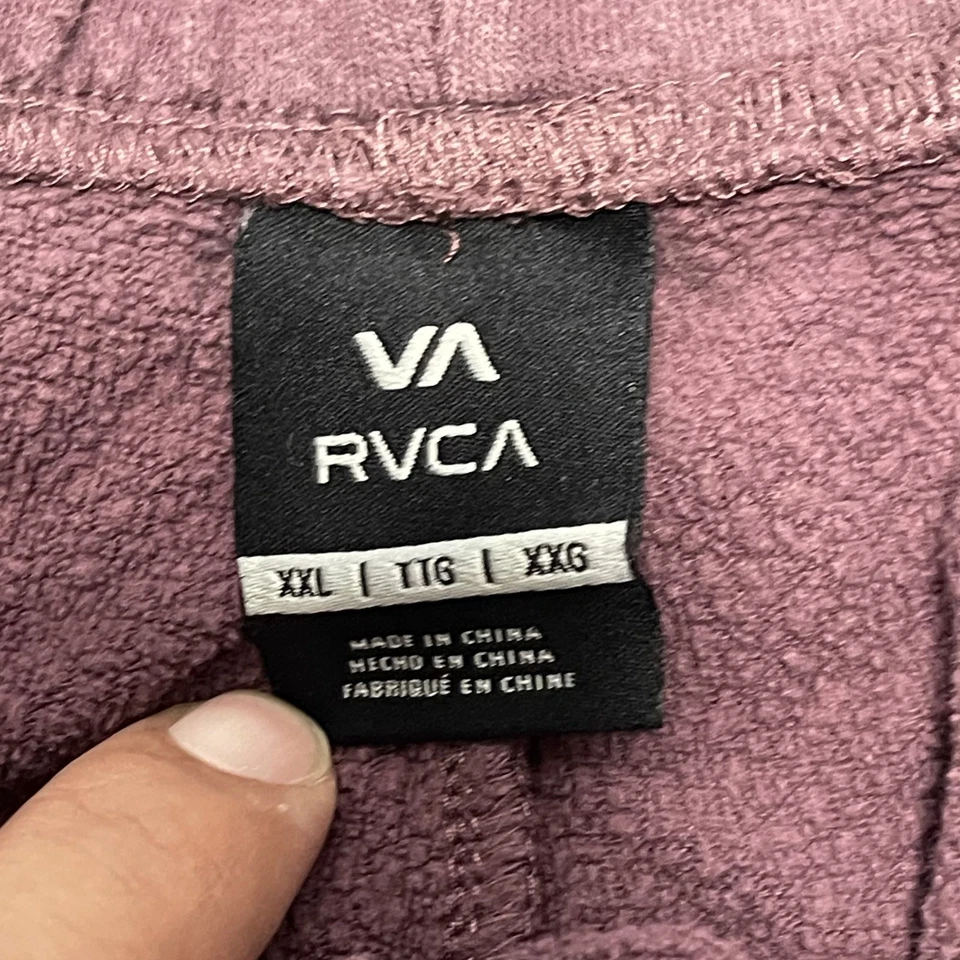 VA
RVCA
XXL | TTG | XXG
MADE IN CHINA
HECHO EN CHINA
FABRIQUÉ EN CHINE